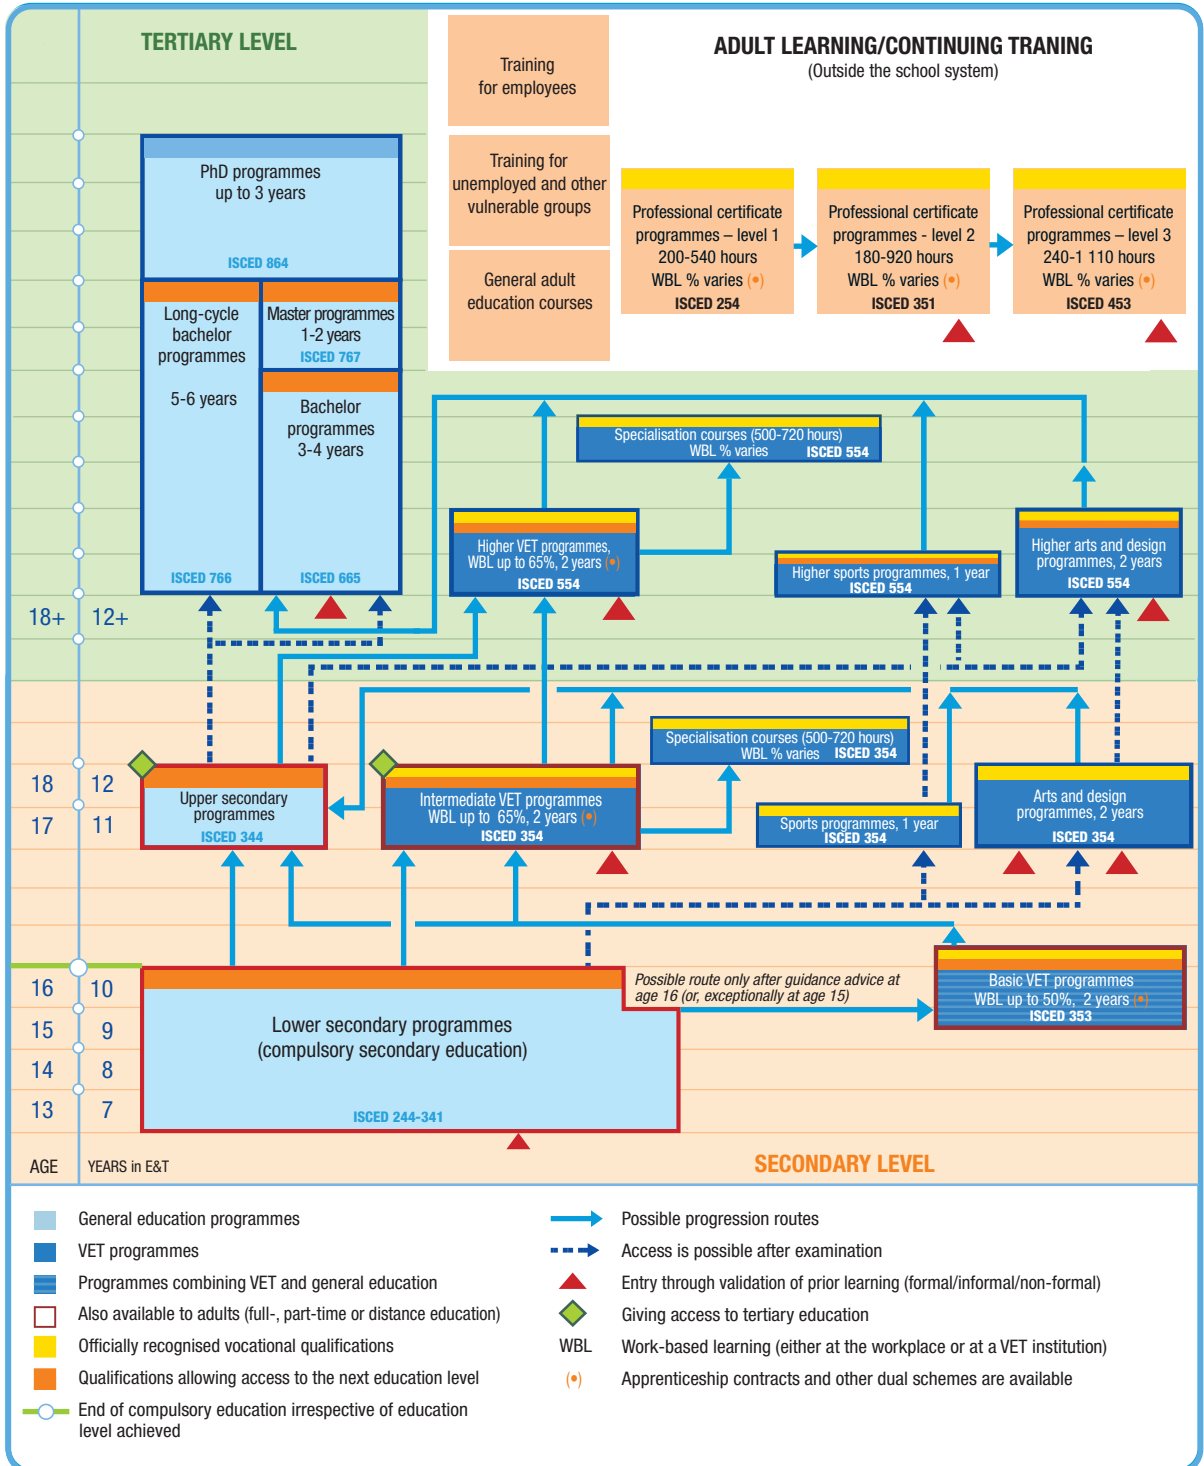 TERTIARY LEVEL
Training
for employees
ADULT LEARNING/CONTINUING TRANING
(Outside the school system)
Training for
unemployed and other
vulnerable groups
General adult
education courses
Professional certificate
programmes – level 1
200-540 hours
WBL % varies (•)
ISCED 254
Professional certificate
programmes - level 2
180-920 hours
WBL % varies (•)
ISCED 351
Professional certificate
programmes – level 3
240-1 110 hours
WBL % varies (•)
ISCED 453
PhD programmes
up to 3 years
ISCED 864
Long-cycle
bachelor
programmes
5-6 years
ISCED 766
Master programmes
1-2 years
ISCED 767
Bachelor
programmes
3-4 years
ISCED 665
Specialisation courses (500-720 hours)
WBL % varies ISCED 554
Higher VET programmes,
WBL up to 65%, 2 years (•)
ISCED 554
Higher sports programmes, 1 year
ISCED 554
Higher arts and design
programmes, 2 years
ISCED 554
18+ 12+
Specialisation courses (500-720 hours)
WBL % varies ISCED 354
18 12
17 11
Upper secondary
programmes
ISCED 344
Intermediate VET programmes
WBL up to 65%, 2 years (•)
ISCED 354
Sports programmes, 1 year
ISCED 354
Arts and design
programmes, 2 years
ISCED 354
16 10
15 9
14 8
13 7
Lower secondary programmes
(compulsory secondary education)
ISCED 244-341
Possible route only after guidance advice at
age 16 (or, exceptionally at age 15)
Basic VET programmes
WBL up to 50%, 2 years (•)
ISCED 353
AGE YEARS in E&T
SECONDARY LEVEL
General education programmes
VET programmes
Programmes combining VET and general education
Also available to adults (full-, part-time or distance education)
Officially recognised vocational qualifications
Qualifications allowing access to the next education level
End of compulsory education irrespective of education
level achieved
Possible progression routes
Access is possible after examination
Entry through validation of prior learning (formal/informal/non-formal)
Giving access to tertiary education
WBL Work-based learning (either at the workplace or at a VET institution)
(•) Apprenticeship contracts and other dual schemes are available